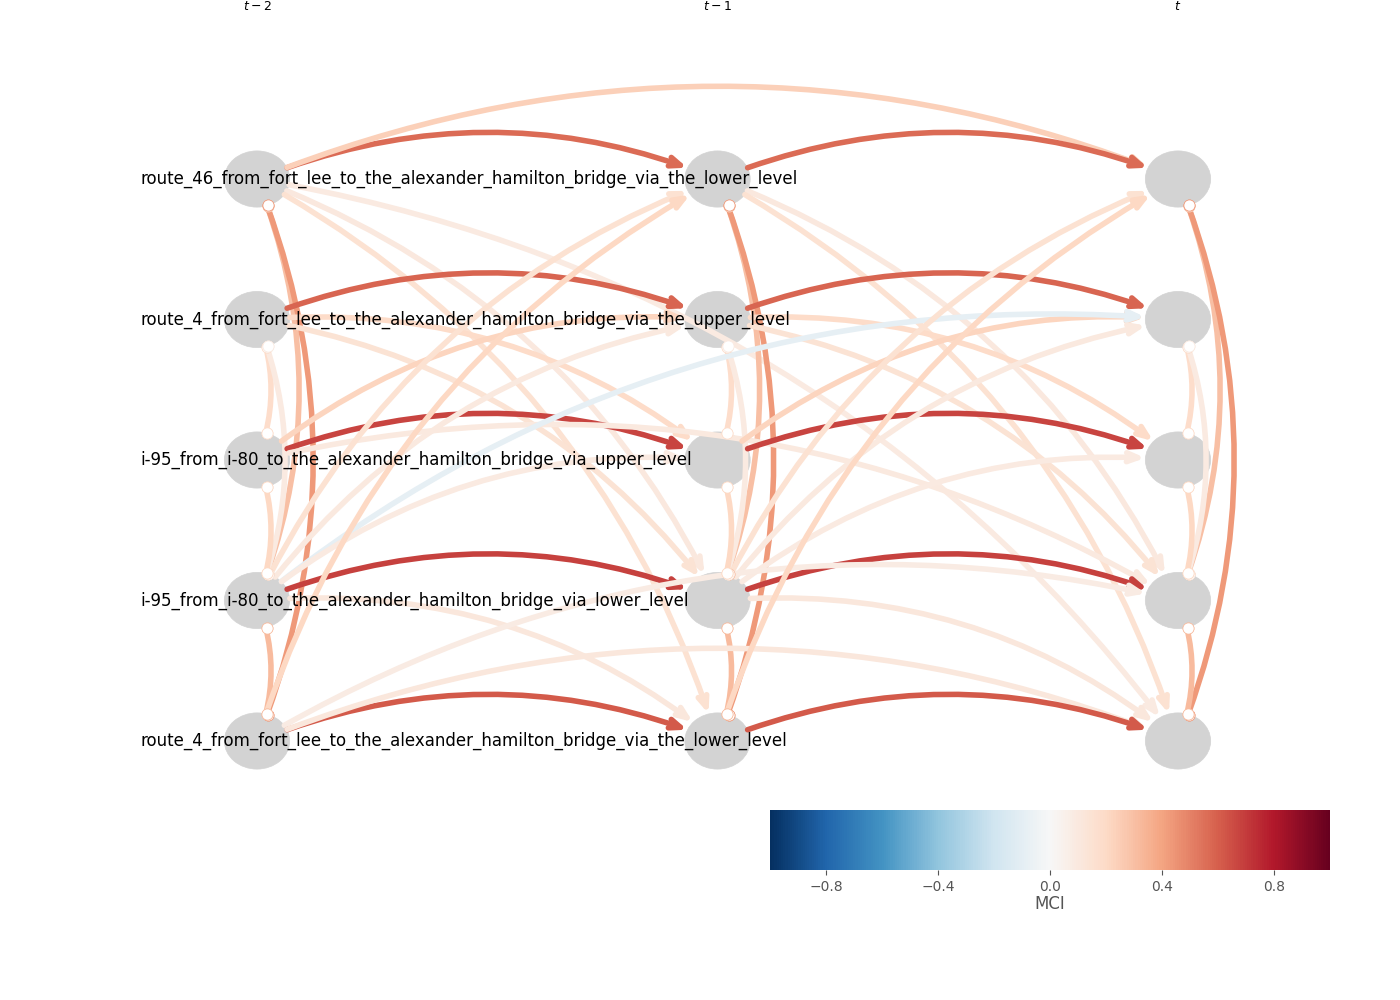 t − 2 t − 1 t
route_46_from_fort_lee_to_the_alexander_hamilton_bridge_via_the_lower_level
route_4_from_fort_lee_to_the_alexander_hamilton_bridge_via_the_upper_level
i-95_from_i-80_to_the_alexander_hamilton_bridge_via_upper_level
i-95_from_i-80_to_the_alexander_hamilton_bridge_via_lower_level
route_4_from_fort_lee_to_the_alexander_hamilton_bridge_via_the_lower_level
−0.8 −0.4 0.0 0.4 0.8
MCI